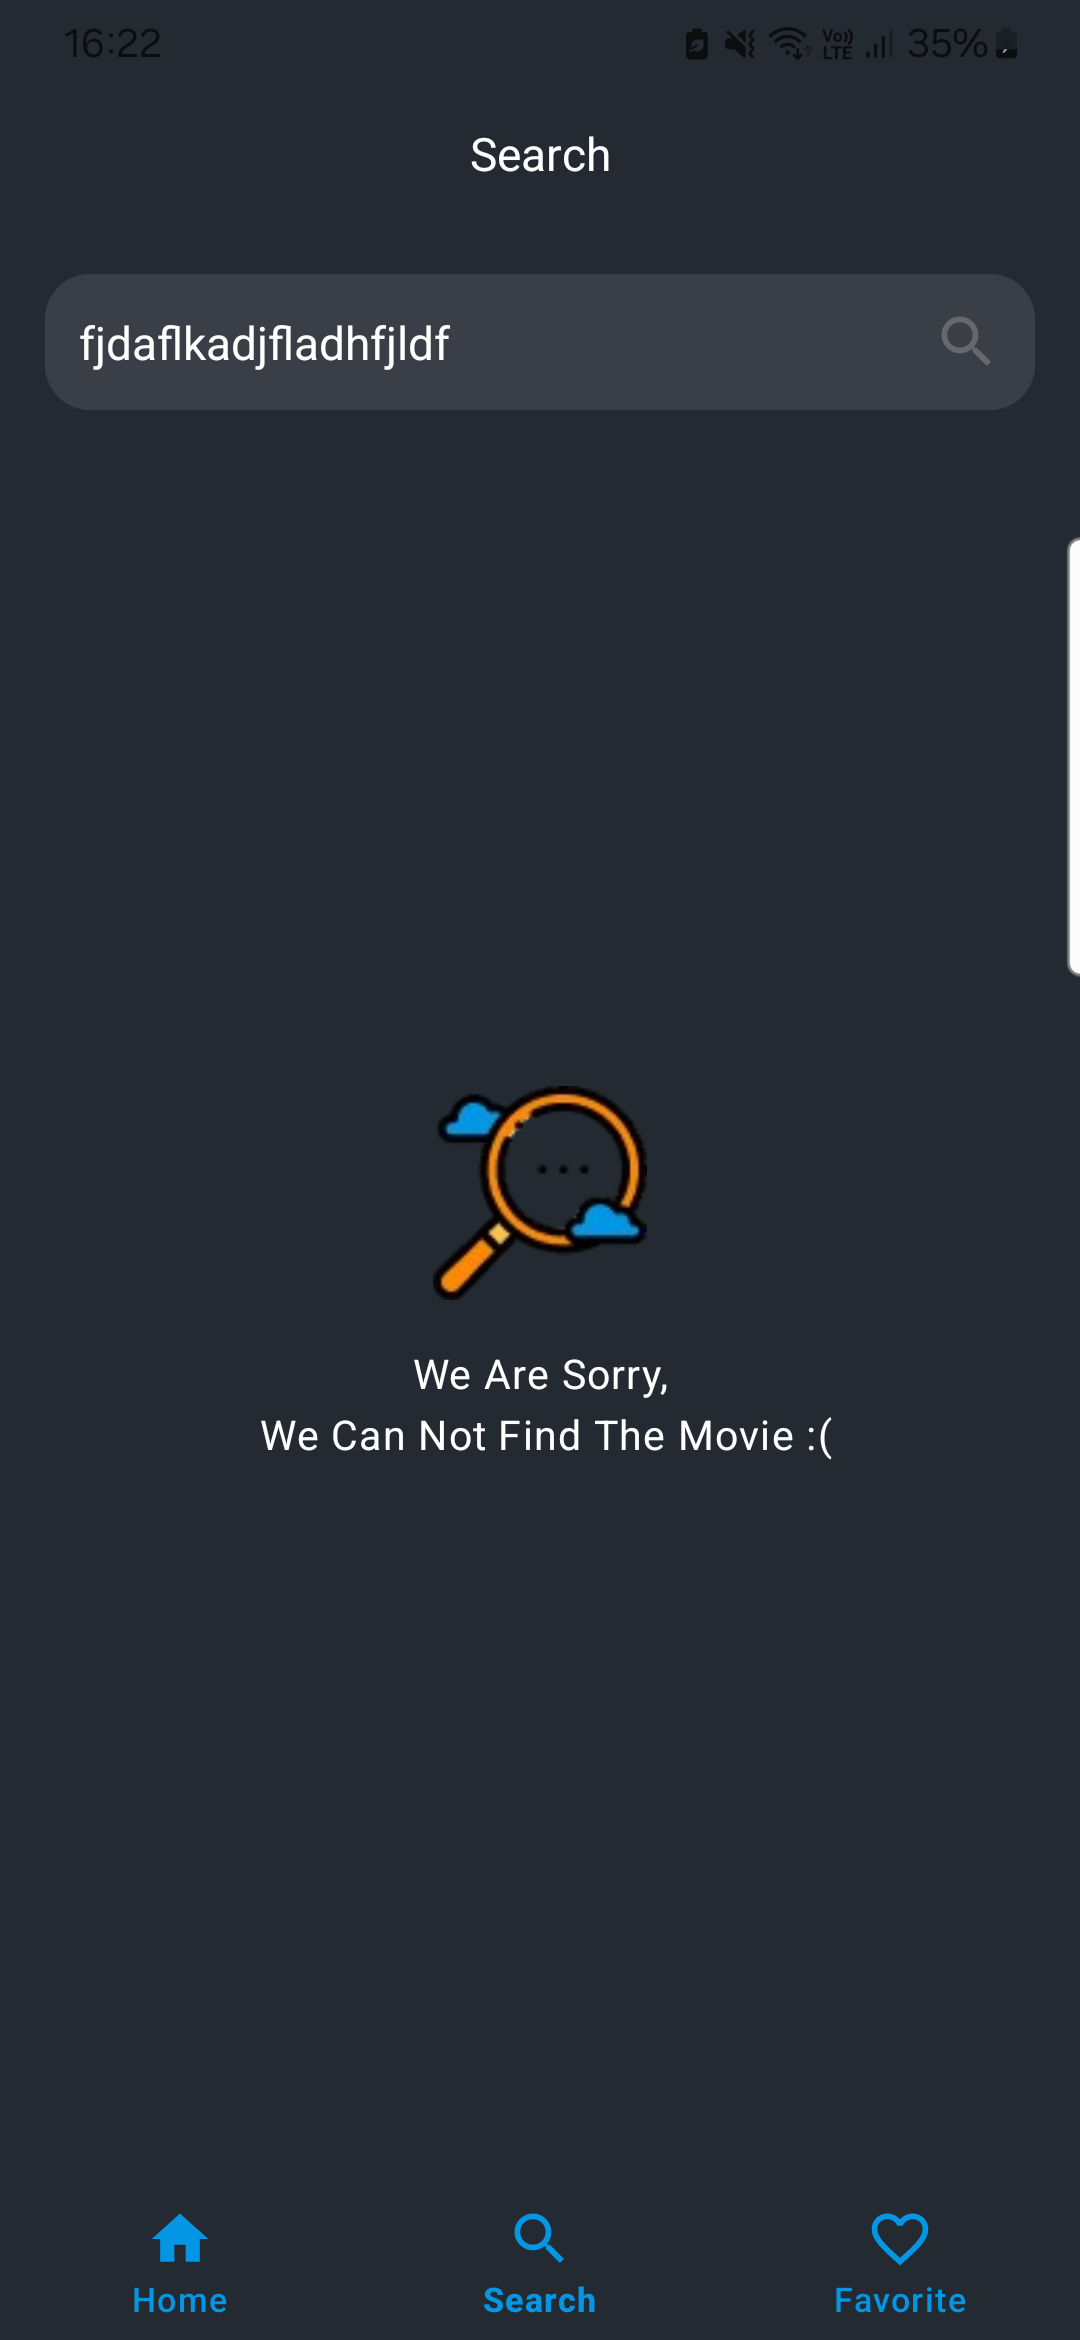 16:22
Vo)) LTE 35%
Search
fjdaflkadjfladhfjldf
We Are Sorry,
We Can Not Find The Movie :(
Home Search Favorite